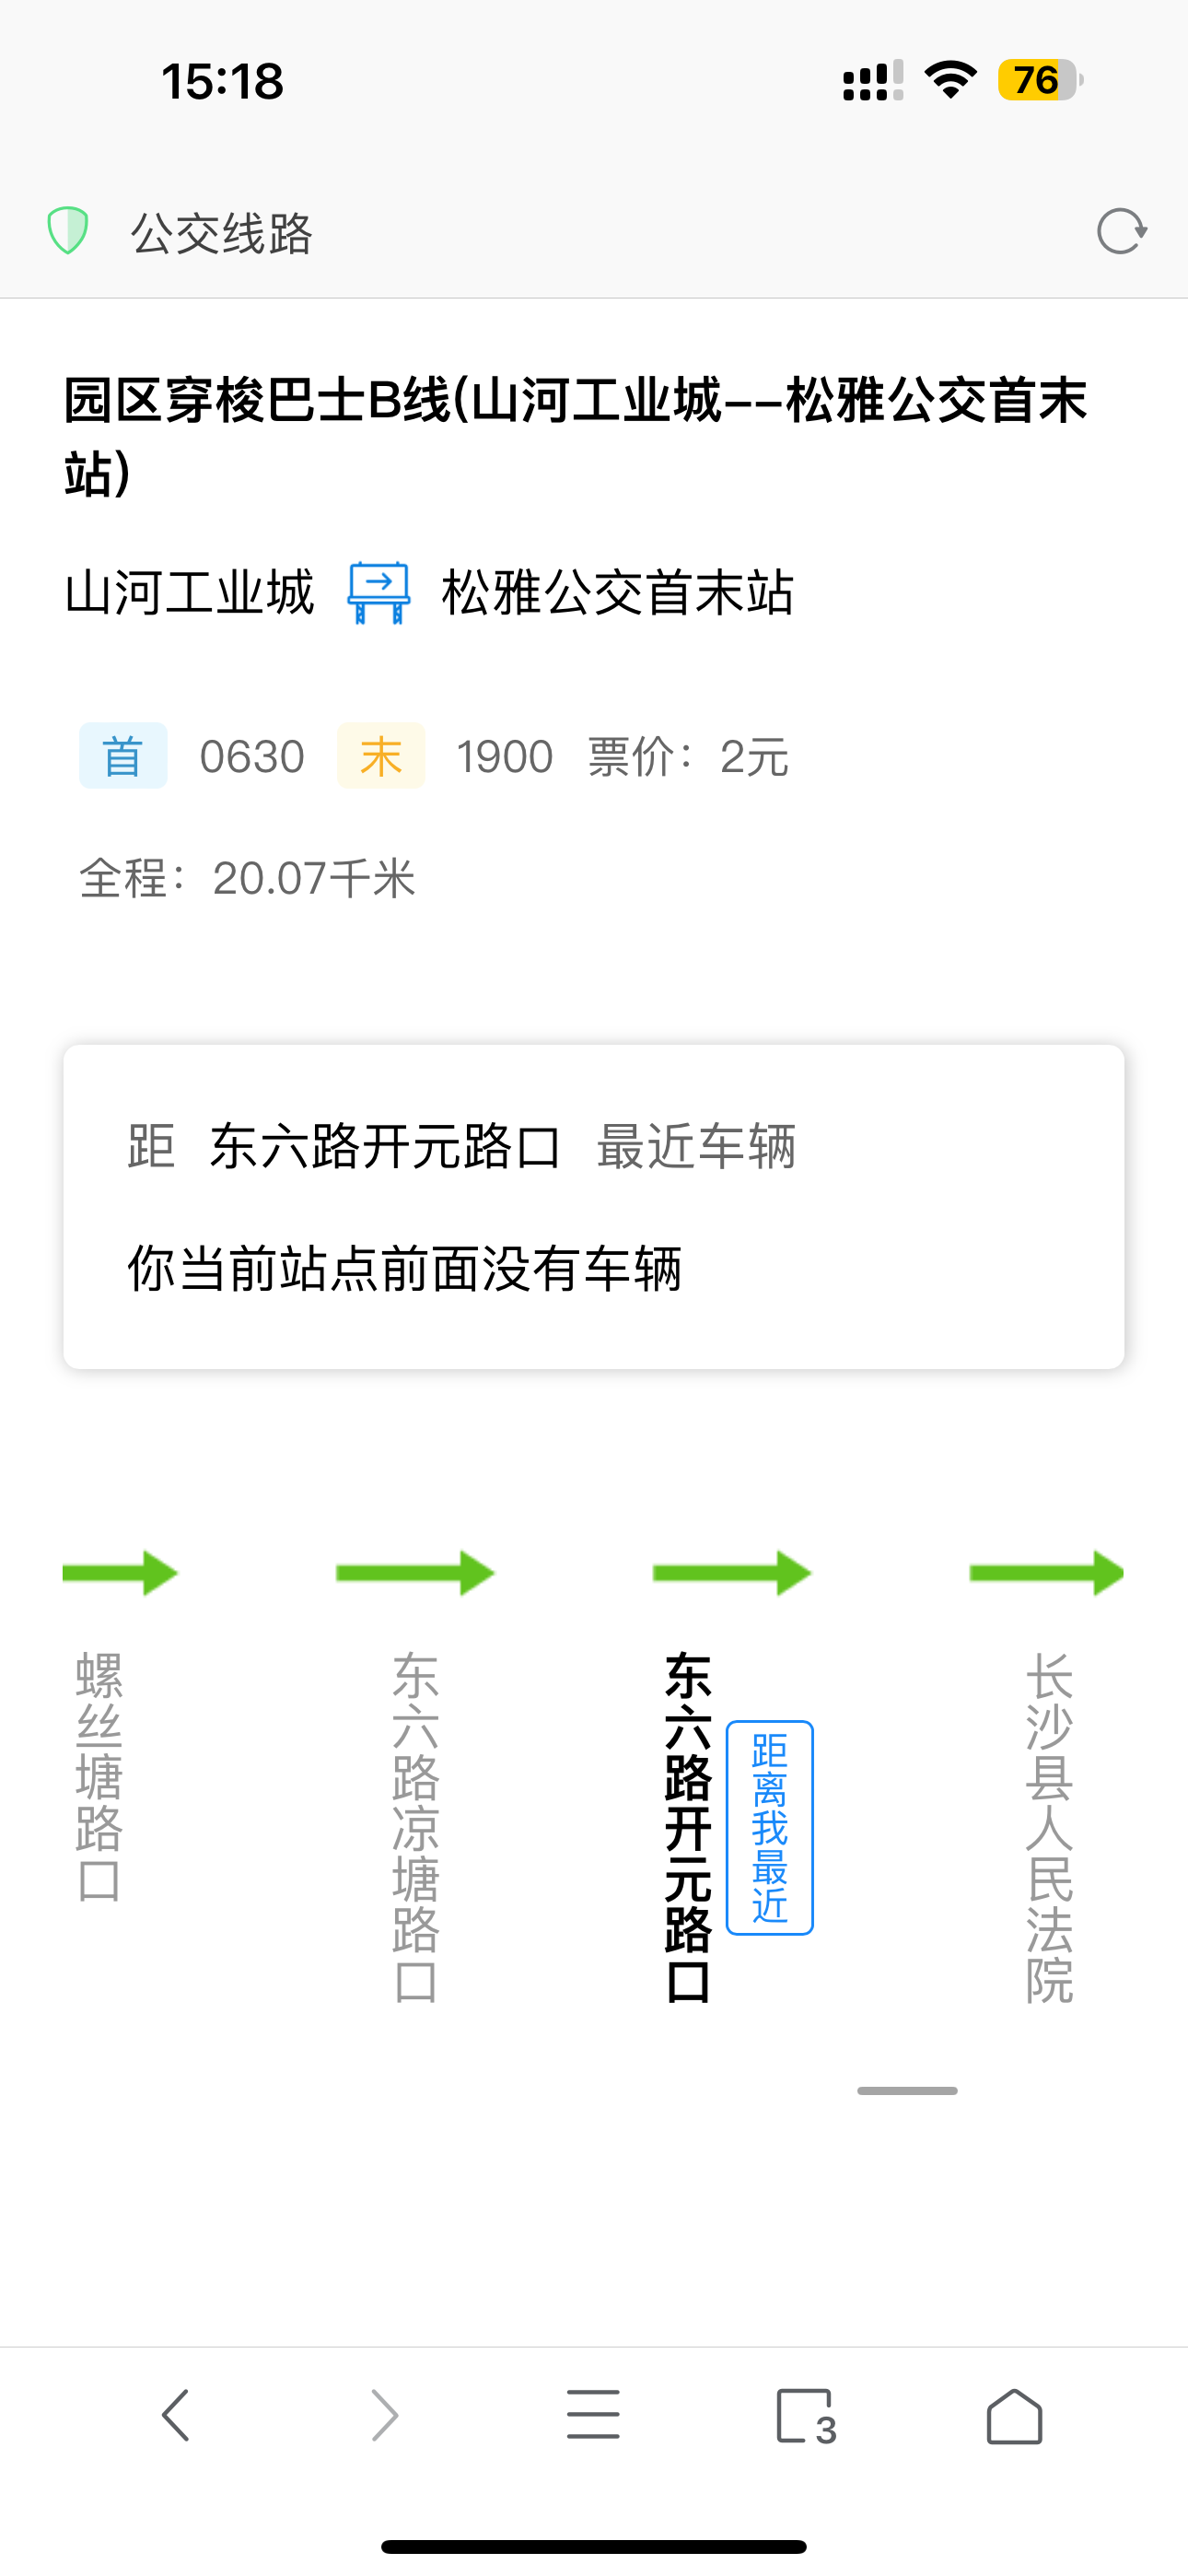 15:18
76
公交线路
园区穿梭巴士B线(山河工业城--松雅公交首末
站)
山河工业城 松雅公交首末站
首 0630 末 1900 票价：2元
全程：20.07千米
距 东六路开元路口 最近车辆
你当前站点前面没有车辆
螺丝塘路口
东六路凉塘路口
东六路开元路口
距离我最近
长沙县人民法院
3